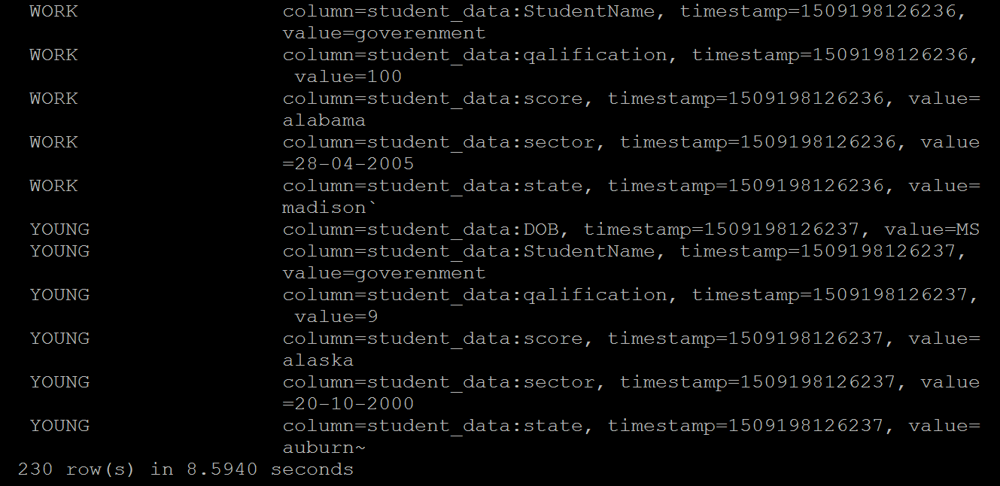 WORK column=student_data:StudentName, timestamp=1509198126236,
value=goverenment
WORK column=student_data:qalification, timestamp=1509198126236,
value=100
WORK column=student_data:score, timestamp=1509198126236, value=
alabama
WORK column=student_data:sector, timestamp=1509198126236, value
=28-04-2005
WORK column=student_data:state, timestamp=1509198126236, value=
madison`
YOUNG column=student_data:DOB, timestamp=1509198126237, value=MS
YOUNG column=student_data:StudentName, timestamp=1509198126237,
value=goverenment
YOUNG column=student_data:qalification, timestamp=1509198126237,
value=9
YOUNG column=student_data:score, timestamp=1509198126237, value=
alaska
YOUNG column=student_data:sector, timestamp=1509198126237, value
=20-10-2000
YOUNG column=student_data:state, timestamp=1509198126237, value=
auburn~
230 row(s) in 8.5940 seconds